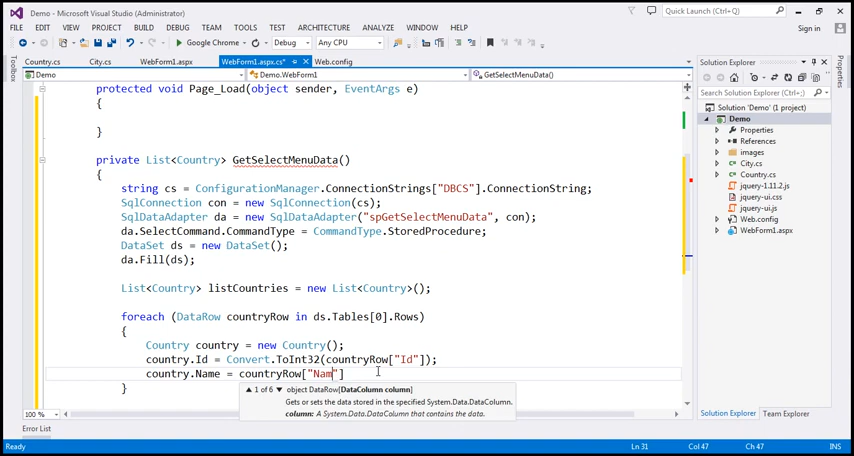 Demo - Microsoft Visual Studio (Administrator)
Quick Launch (Ctrl+Q)
FILE EDIT VIEW PROJECT BUILD DEBUG TEAM TOOLS TEST ARCHITECTURE ANALYZE WINDOW HELP
Sign in
Google Chrome Debug Any CPU
Country.cs City.cs WebForm1.aspx WebForm1.aspx.cs* Web.config
Demo Demo.WebForm1 GetSelectMenuData()
Toolbox
protected void Page_Load(object sender, EventArgs e)
{
}
private List<Country> GetSelectMenuData()
{
string cs = ConfigurationManager.ConnectionStrings["DBCS"].ConnectionString;
SqlConnection con = new SqlConnection(cs);
SqlDataAdapter da = new SqlDataAdapter("spGetSelectMenuData", con);
da.SelectCommand.CommandType = CommandType.StoredProcedure;
DataSet ds = new DataSet();
da.Fill(ds);
List<Country> listCountries = new List<Country>();
foreach (DataRow countryRow in ds.Tables[0].Rows)
{
Country country = new Country();
country.Id = Convert.ToInt32(countryRow["Id"]);
country.Name = countryRow["Nam"]
}
1 of 6 object DataRow[DataColumn column]
Gets or sets the data stored in the specified System.Data.DataColumn.
column: A System.Data.DataColumn that contains the data.
100 %
Error List
Solution Explorer
Search Solution Explorer (Ctrl+;)
Solution 'Demo' (1 project)
Demo
Properties
References
images
City.cs
Country.cs
jquery-1.11.2.js
jquery-ui.css
jquery-ui.js
Web.config
WebForm1.aspx
Solution Explorer Team Explorer
Properties
Ready Ln 31 Col 47 Ch 47 INS